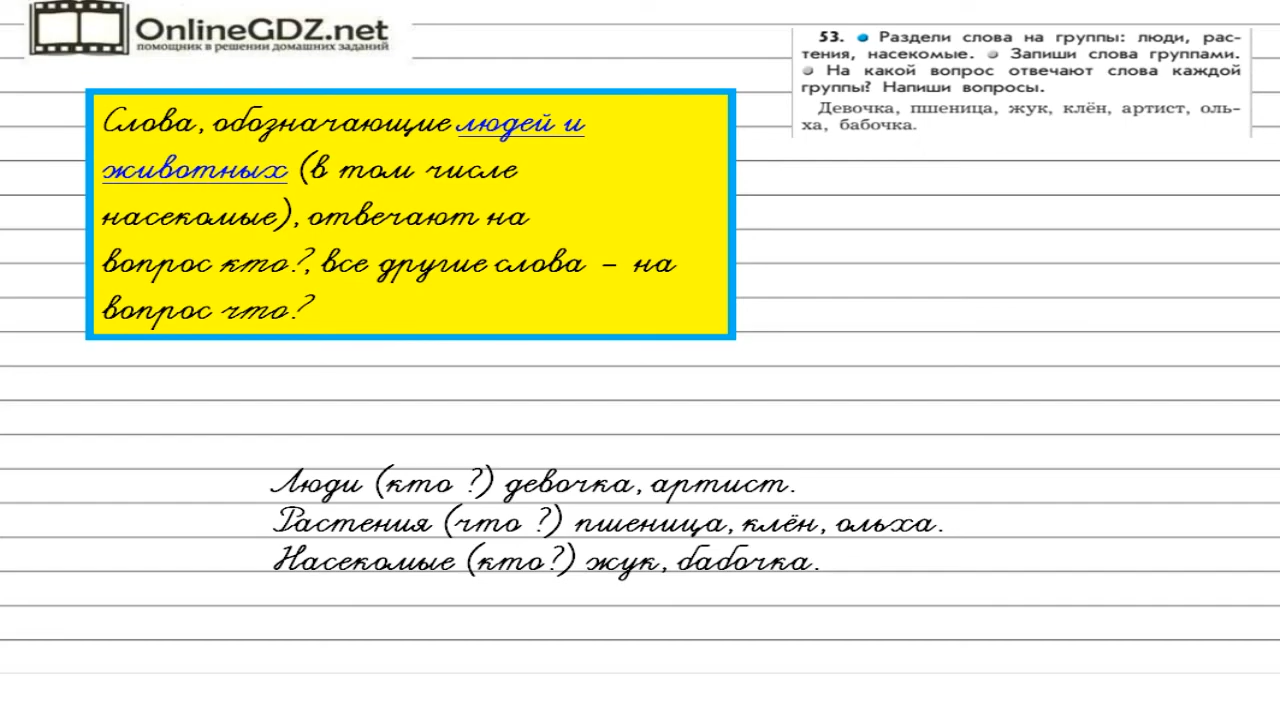 OnlineGDZ.net
помощник в решении домашних заданий
53. Раздели слова на группы: люди, рас-
тения, насекомые. Запиши слова группами.
На какой вопрос отвечают слова каждой
группы? Напиши вопросы.
Девочка, пшеница, жук, клён, артист, оль-
ха, бабочка.
Слова, обозначающие людей и
животных (в том числе
насекомые), отвечают на
вопрос кто?, все другие слова – на
вопрос что?
Люди (кто ?) девочка, артист.
Растения (что ?) пшеница, клён, ольха.
Насекомые (кто?) жук, бабочка.